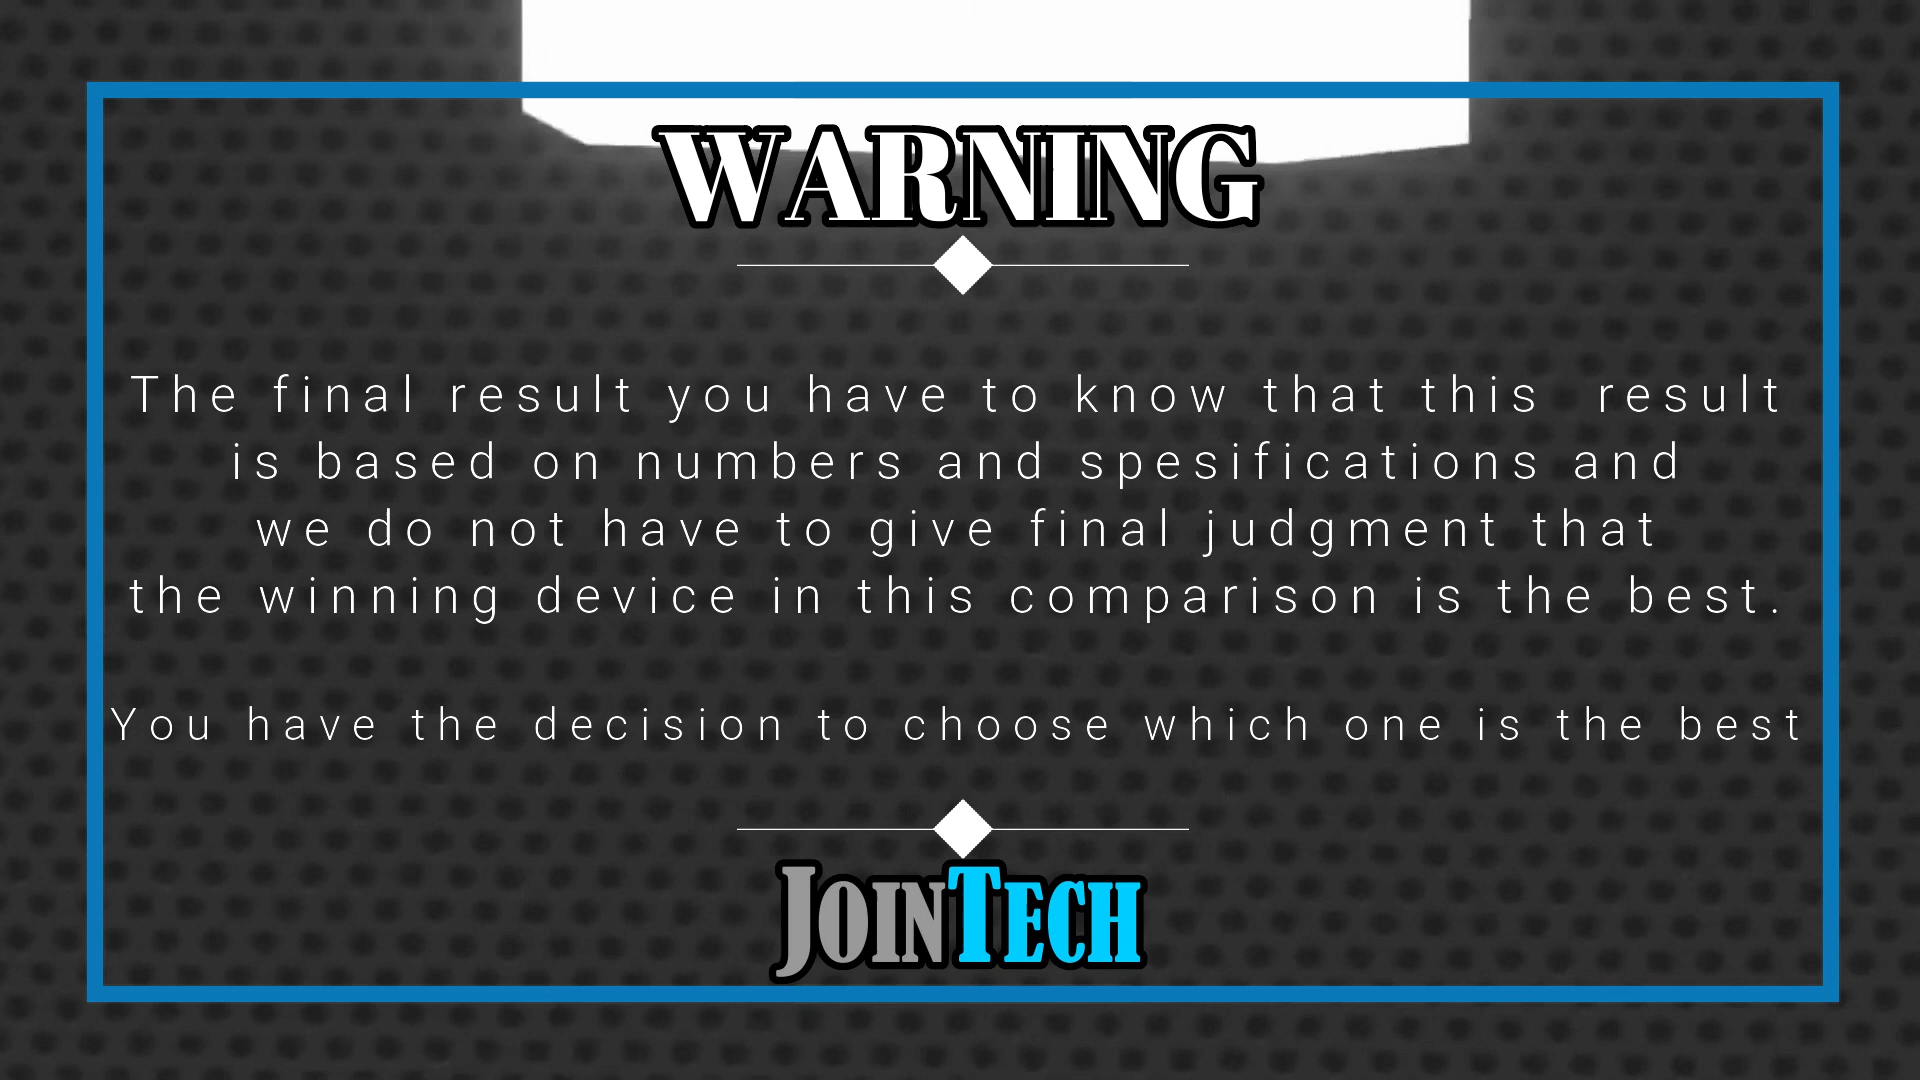 WARNING
The final result you have to know that this result
is based on numbers and spesifications and
we do not have to give final judgment that
the winning device in this comparison is the best.
You have the decision to choose which one is the best
JOINTECH